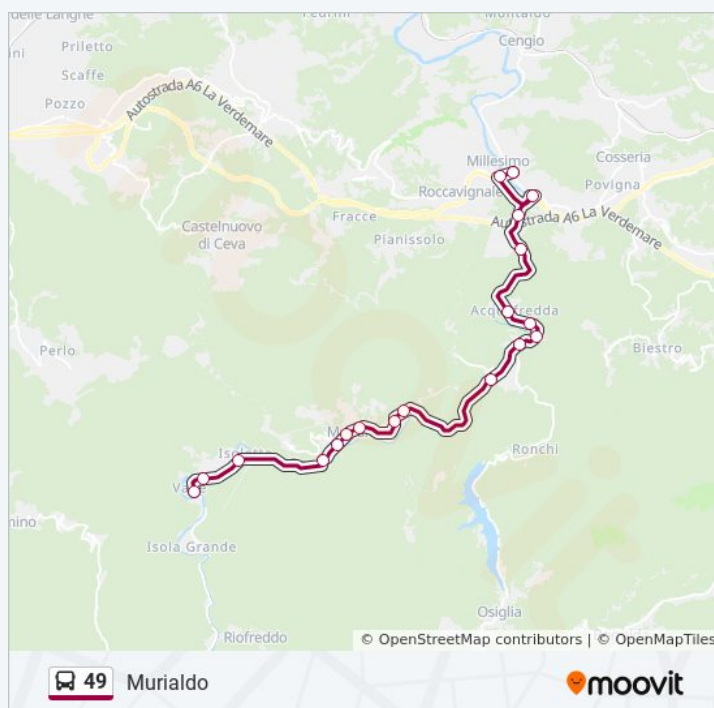 delle Langhe
Priletto
Scaffe
Pozzo
Autostrada A6 La Verdemare
Cengio
Millesimo
Cosseria
Povigna
Roccavignale
Autostrada A6 La Verdemare
Fracce
Pianissolo
Castelnuovo
di Ceva
Acquafredda
Perlo
Biestro
Ronchi
Isola Grande
Osiglia
Riofreddo
© OpenStreetMap contributors | © OpenMapTiles
49 Murialdo
moovit